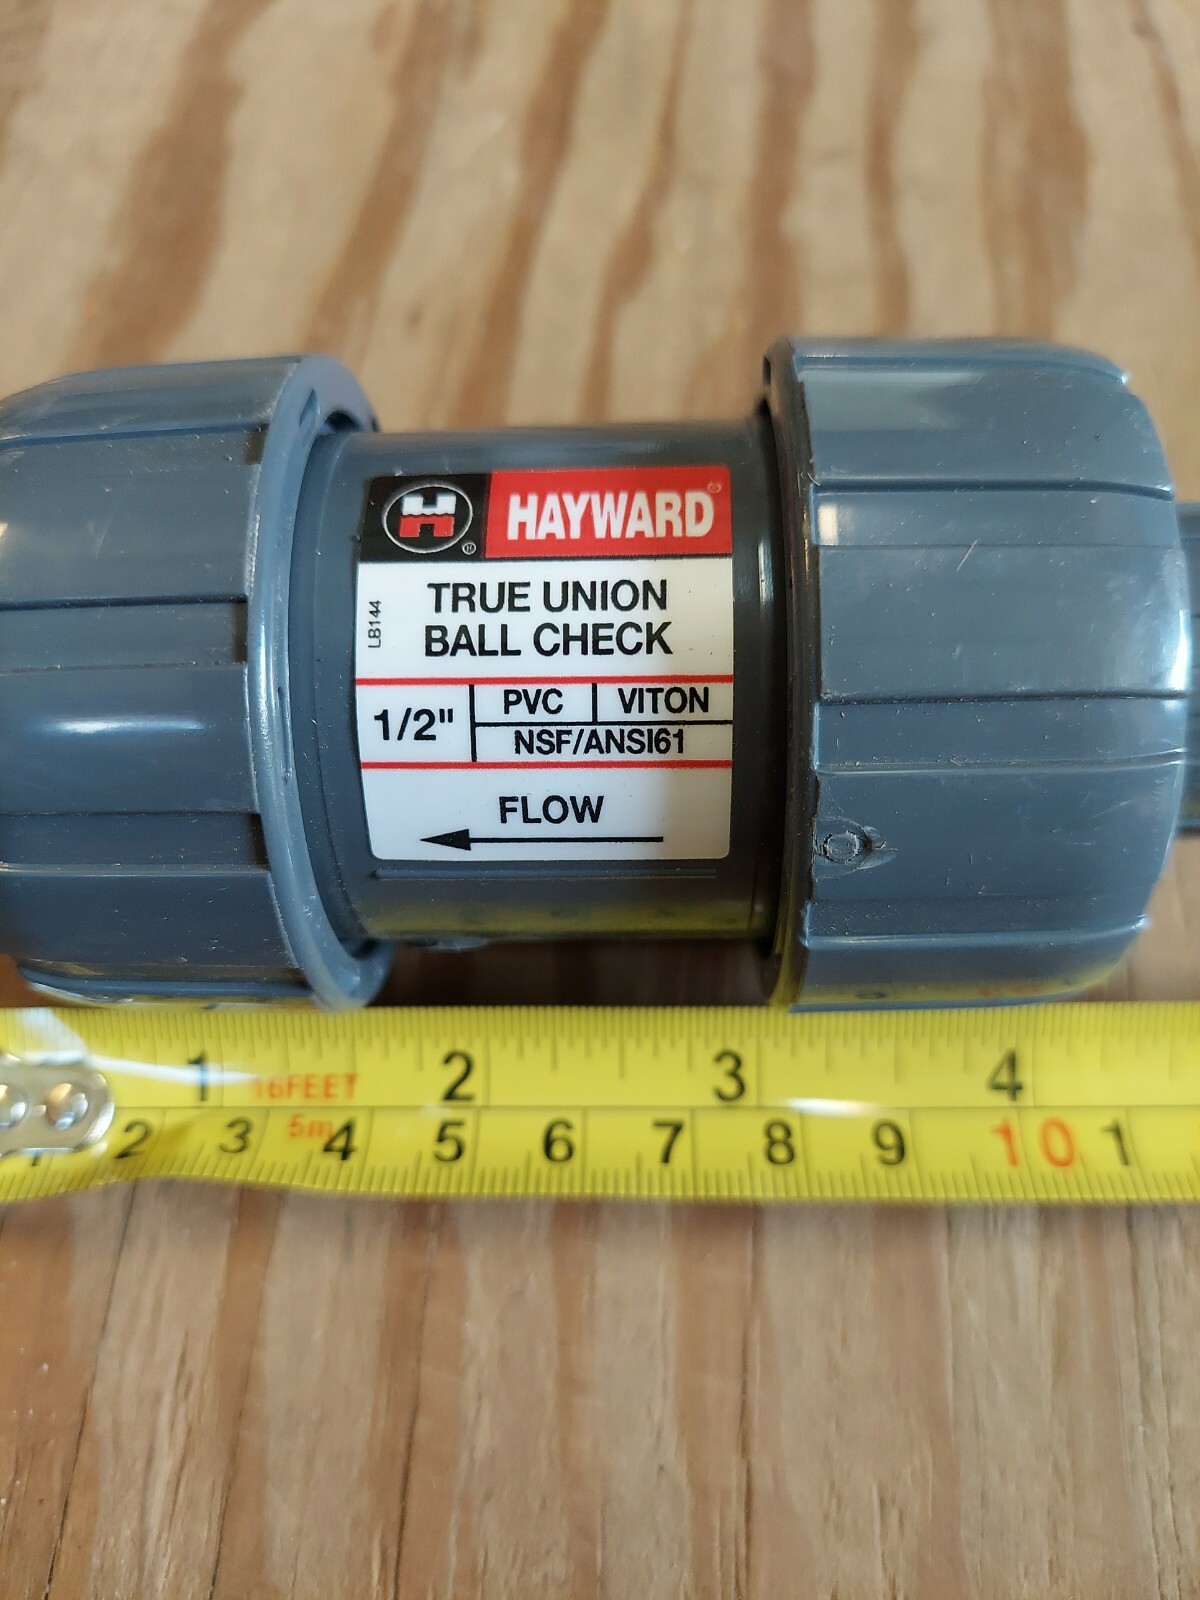 HAYWARD
TRUE UNION
BALL CHECK
L8144
1/2" PVC VITON
NSF/ANSI61
FLOW
1 2 3 4
16FEET
5m
2 3 4 5 6 7 8 9 10 1